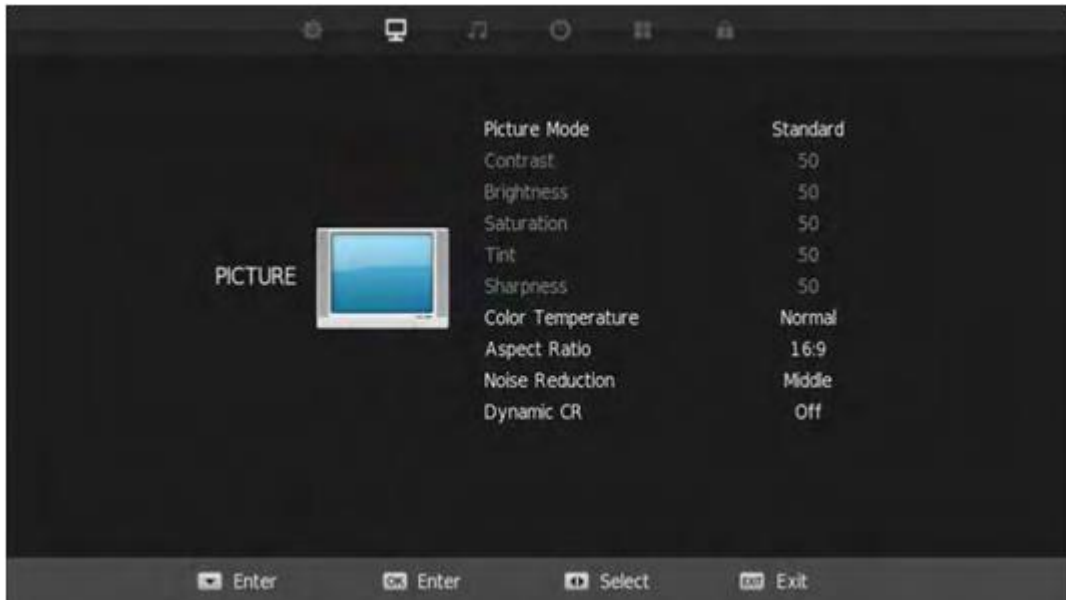 Picture Mode Standard
Contrast 50
Brightness 50
Saturation 50
Tint 50
PICTURE
Sharpness 50
Color Temperature Normal
Aspect Ratio 16:9
Noise Reduction Middle
Dynamic CR Off
Enter OK Enter Select EXIT Exit